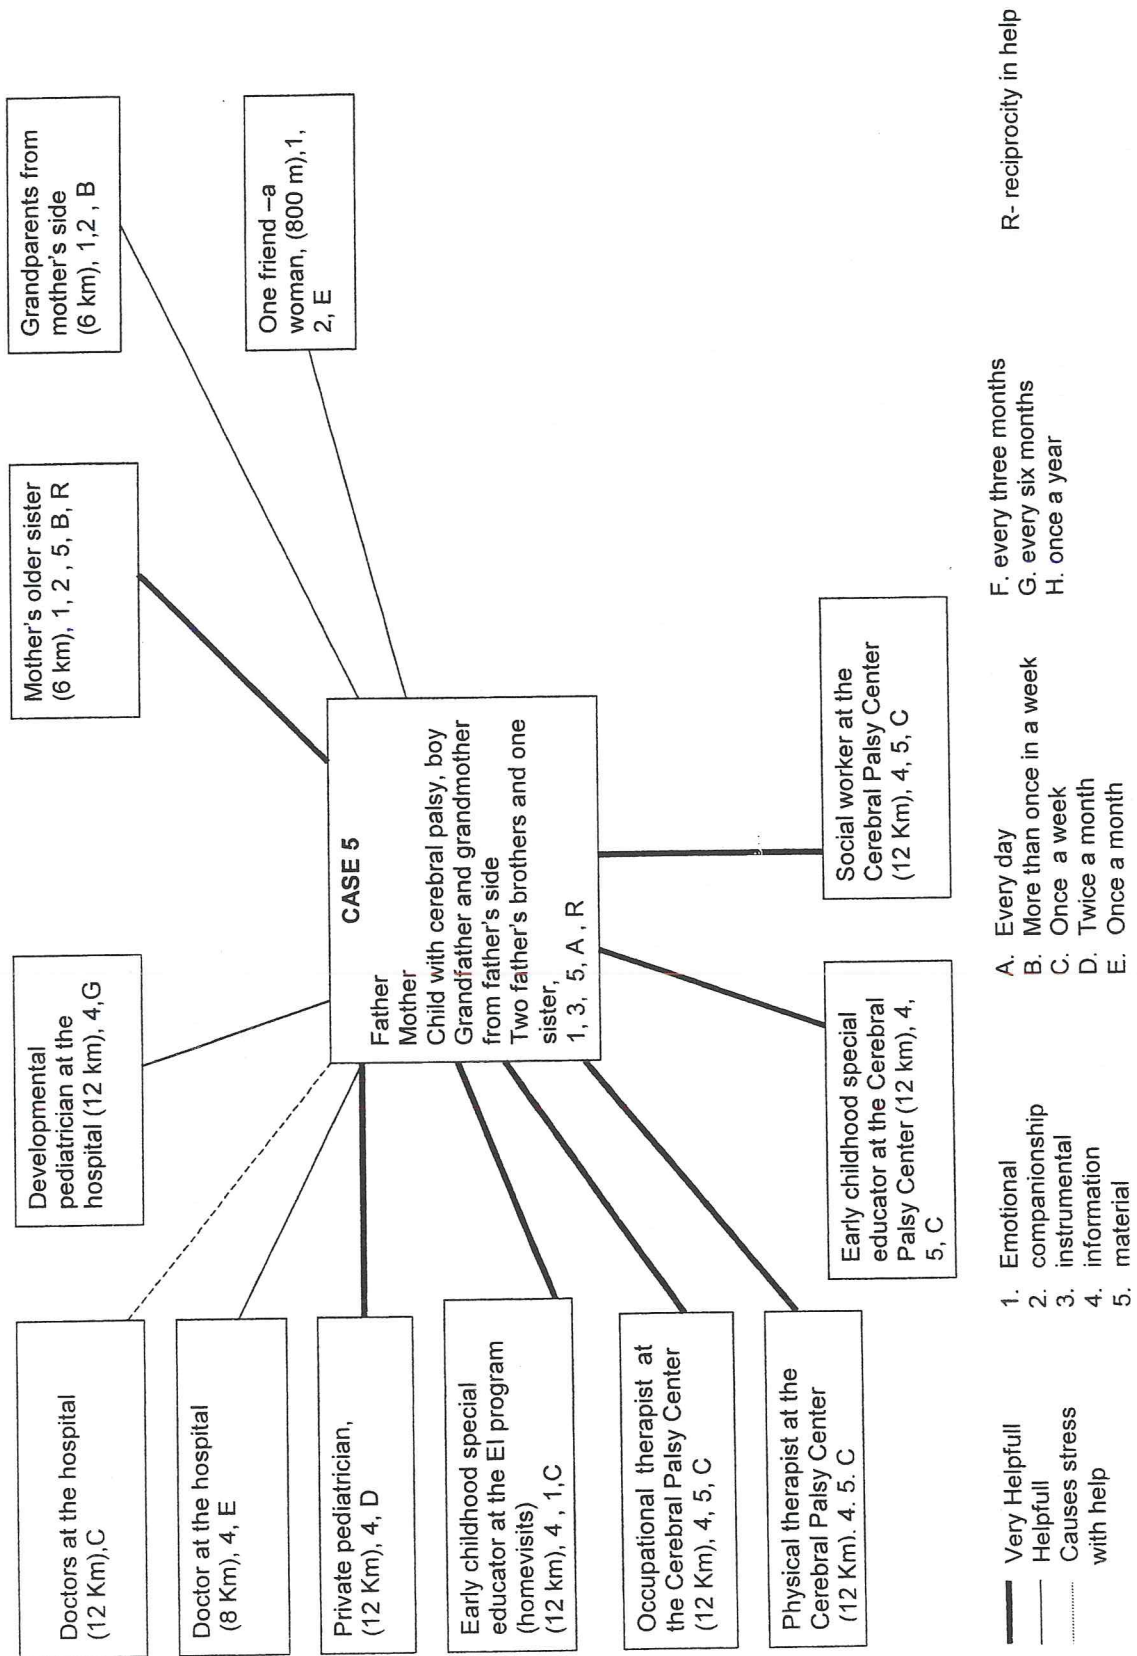 Doctors at the hospital
(12 Km),C
Doctor at the hospital
(8 Km), 4, E
Private pediatrician,
(12 Km), 4, D
Early childhood special
educator at the EI program
(homevisits)
(12 km), 4 , 1,C
Occupational therapist at
the Cerebral Palsy Center
(12 Km), 4, 5, C
Physical therapist at the
Cerebral Palsy Center
(12 Km). 4. 5. C
Developmental
pediatrician at the
hospital (12 km), 4,G
Mother's older sister
(6 km), 1, 2 , 5, B, R
Grandparents from
mother's side
(6 km), 1,2 , B
One friend –a
woman, (800 m),1,
2, E
CASE 5
Father
Mother
Child with cerebral palsy, boy
Grandfather and grandmother
from father's side
Two father's brothers and one
sister,
1, 3, 5, A , R
Early childhood special
educator at the Cerebral
Palsy Center (12 km), 4,
5, C
Social worker at the
Cerebral Palsy Center
(12 Km), 4, 5, C
Very Helpfull
Helpfull
Causes stress
with help
1. Emotional
2. companionship
3. instrumental
4. information
5. material
A. Every day
B. More than once in a week
C. Once a week
D. Twice a month
E. Once a month
F. every three months
G. every six months
H. once a year
R- reciprocity in help